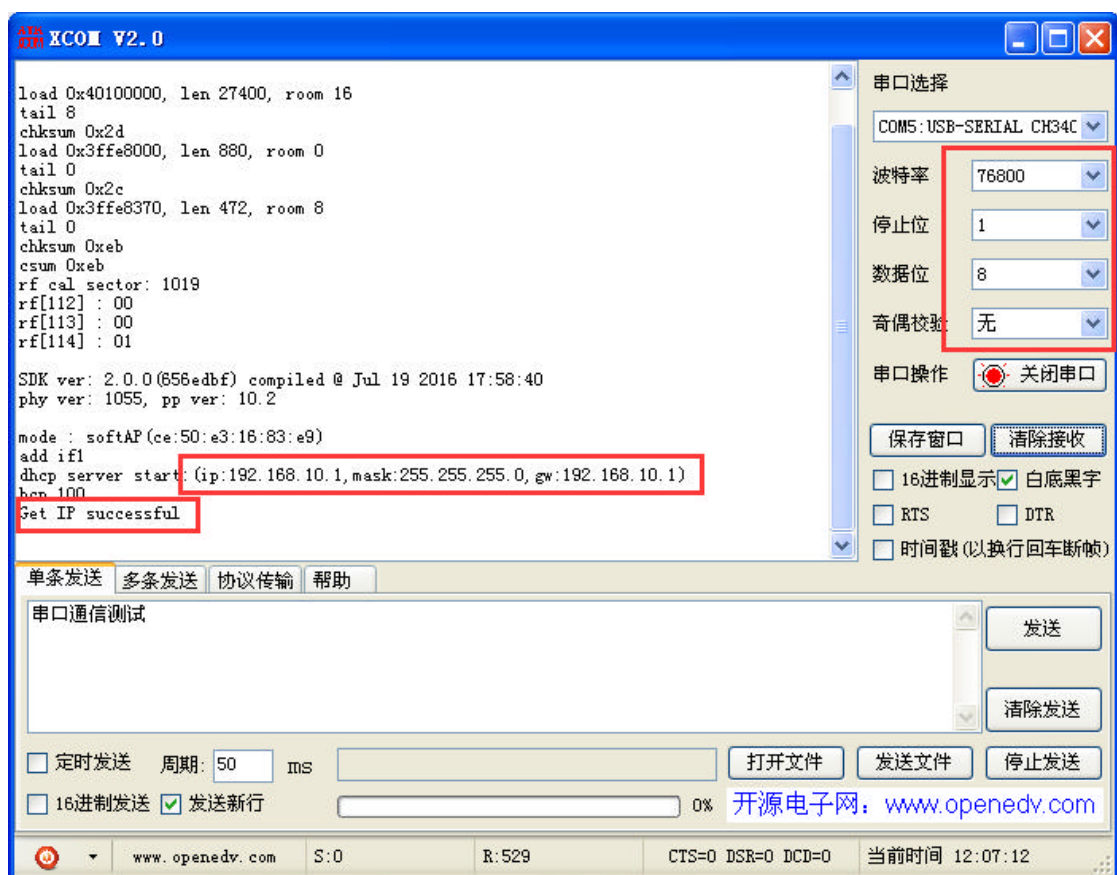 XCOM V2.0
load 0x40100000, len 27400, room 16
tail 8
chksum 0x2d
load 0x3ffe8000, len 880, room 0
tail 0
chksum 0x2c
load 0x3ffe8370, len 472, room 8
tail 0
chksum 0xeb
csum 0xeb
rf cal sector: 1019
rf[112] : 00
rf[113] : 00
rf[114] : 01
SDK ver: 2.0.0(656edbf) compiled @ Jul 19 2016 17:58:40
phy ver: 1055, pp ver: 10.2
mode : softAP(ce:50:e3:16:83:e9)
add if1
dhcp server start:(ip:192.168.10.1,mask:255.255.255.0,gw:192.168.10.1)
bcn 100
Get IP successful
串口选择
COM5:USB-SERIAL CH34
波特率 76800
停止位 1
数据位 8
奇偶校验 无
串口操作 关闭串口
保存窗口 清除接收
16进制显示 白底黑字
RTS DTR
时间戳(以换行回车断帧)
单条发送 多条发送 协议传输 帮助
串口通信测试
发送
清除发送
定时发送 周期: 50 ms 打开文件 发送文件 停止发送
16进制发送 发送新行 0% 开源电子网：www.openedv.com
www.openedv.com S:0 R:529 CTS=0 DSR=0 DCD=0 当前时间 12:07:12